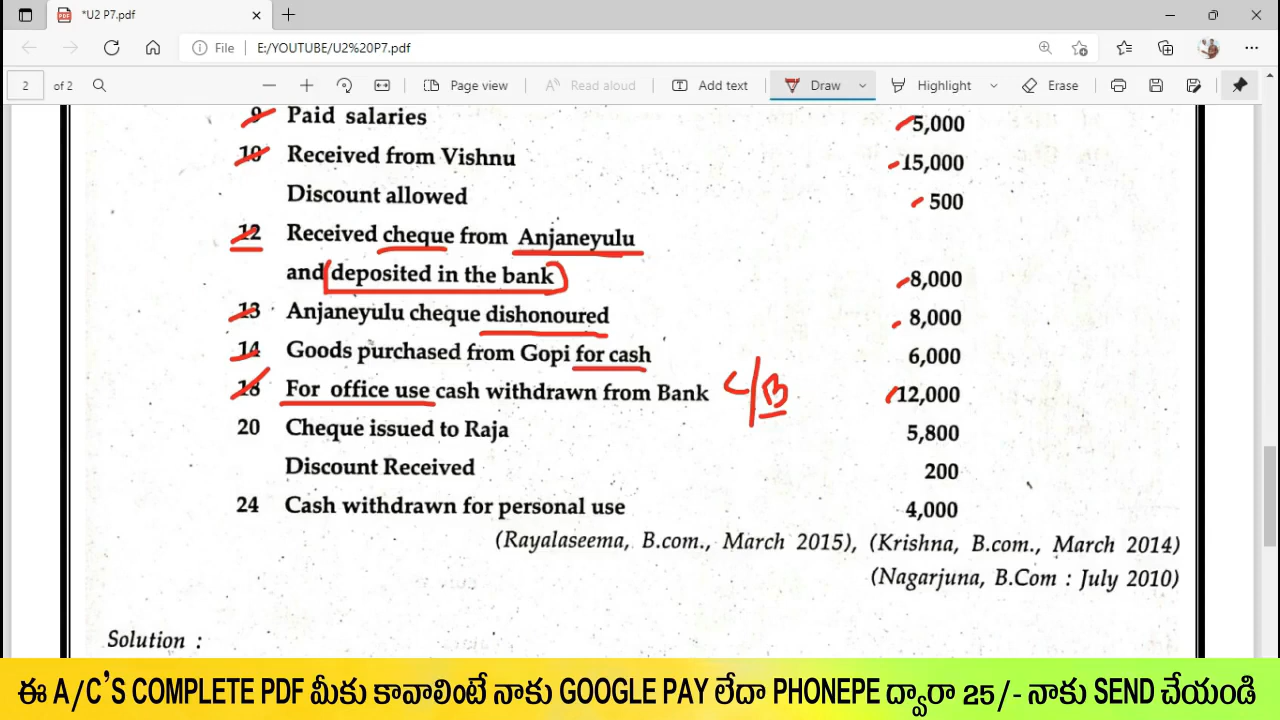 *U2 P7.pdf
File E:/YOUTUBE/U2%20P7.pdf
2 of 2 Page view Read aloud Add text Draw Highlight Erase
9 Paid salaries 5,000
10 Received from Vishnu 15,000
Discount allowed 500
12 Received cheque from Anjaneyulu
and deposited in the bank 8,000
13 Anjaneyulu cheque dishonoured 8,000
14 Goods purchased from Gopi for cash 6,000
18 For office use cash withdrawn from Bank C/B 12,000
20 Cheque issued to Raja 5,800
Discount Received 200
24 Cash withdrawn for personal use 4,000
(Rayalaseema, B.com., March 2015), (Krishna, B.com., March 2014)
(Nagarjuna, B.Com : July 2010)
Solution :
ఈ A/C'S COMPLETE PDF మీకు కావాలింటే నాకు GOOGLE PAY లేదా PHONEPE ద్వారా 25/- నాకు SEND చేయండి